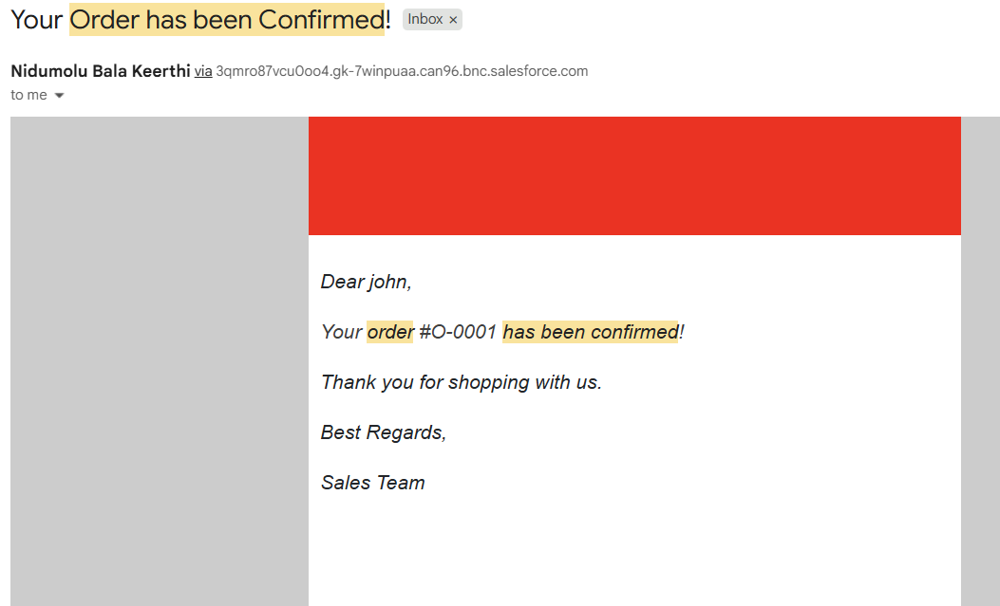 Your Order has been Confirmed! Inbox ×
Nidumolu Bala Keerthi via 3qmro87vcu0oo4.gk-7winpuaa.can96.bnc.salesforce.com
to me
Dear john,
Your order #O-0001 has been confirmed!
Thank you for shopping with us.
Best Regards,
Sales Team